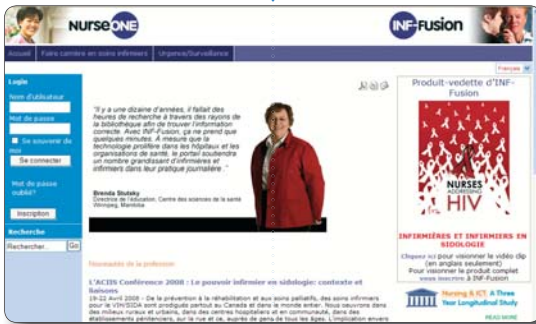 NurseONE
INF-Fusion
Accueil Faire carrière en soins infirmiers Urgence/Surveillance
Français
Login
Nom d'utilisateur
Mot de passe
Se souvenir de
moi
Se connecter
Mot de passe
oublié?
Inscription
Recherche
Rechercher... Go
"Il y a une dizaine d'années, il fallait des
heures de recherche à travers des rayons de
la bibliothèque afin de trouver l'information
correcte. Avec INF-Fusion, ça ne prend que
quelques minutes. À mesure que la
technologie prolifère dans les hôpitaux et les
organisations de santé, le portail soutiendra
un nombre grandissant d'infirmières et
infirmiers dans leur pratique journalière."
Brenda Stutsky
Directrice de l'éducation, Centre des sciences de la santé
Winnipeg, Manitoba
Nouveautés de la profession
L'ACIIS Conférence 2008 : Le pouvoir infirmier en sidologie: contexte et
liaisons
19-22 Avril 2008 - De la prévention à la réhabilitation et aux soins palliatifs, des soins infirmiers
pour le VIH/SIDA sont prodigués partout au Canada et dans le monde entier. Nous oeuvrons dans
des milieux ruraux et urbains, dans des centres hospitaliers et en communauté, dans des
établissements péniténciers, sur la rue et ce, auprès de gens de tous les âges. L'implication envers
Produit-vedette d'INF-
Fusion
NURSES
ADDRESSING
HIV
INFIRMIÈRES ET INFIRMIERS EN
SIDOLOGIE
Cliquez ici pour visionner le vidéo clip
(en anglais seulement)
Pour visionner le produit complet
vous inscrire à INF-Fusion
Nursing & ICT: A Three
Year Longitudinal Study
READ MORE